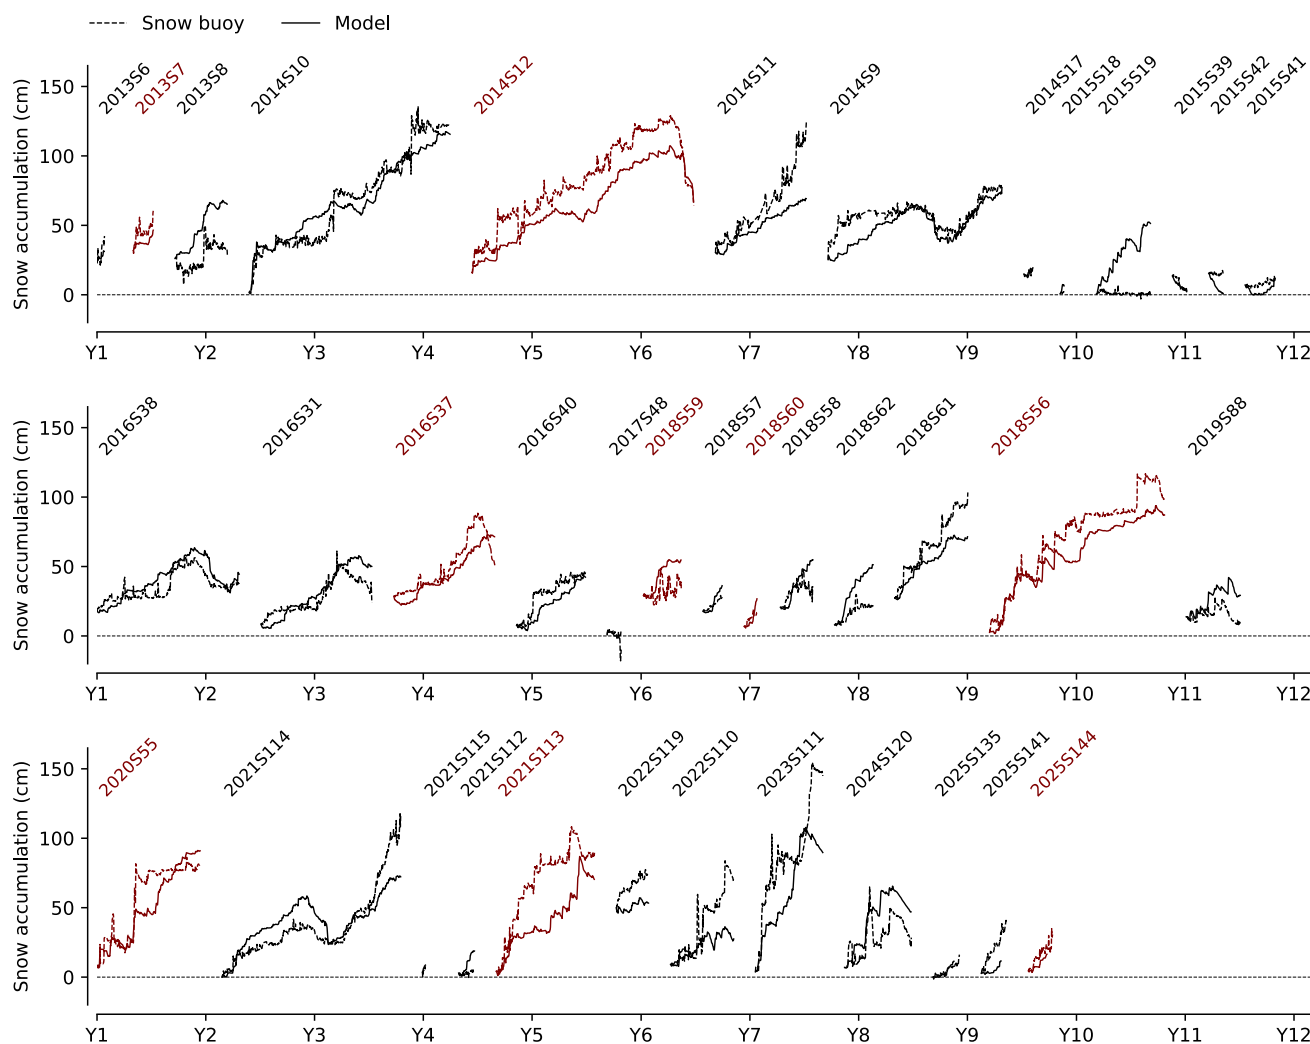 Snow buoy Model
2013S6 2013S7 2013S8 2014S10 2014S12 2014S11 2014S9 2014S17 2015S18 2015S19 2015S39 2015S42 2015S41
Snow accumulation (cm)
150
100
50
0
Y1 Y2 Y3 Y4 Y5 Y6 Y7 Y8 Y9 Y10 Y11 Y12
2016S38 2016S31 2016S37 2016S40 2017S48 2018S59 2018S57 2018S60 2018S58 2018S62 2018S61 2018S56 2019S88
Snow accumulation (cm)
150
100
50
0
Y1 Y2 Y3 Y4 Y5 Y6 Y7 Y8 Y9 Y10 Y11 Y12
2020S55 2021S114 2021S115 2021S112 2021S113 2022S119 2022S110 2023S111 2024S120 2025S135 2025S141 2025S144
Snow accumulation (cm)
150
100
50
0
Y1 Y2 Y3 Y4 Y5 Y6 Y7 Y8 Y9 Y10 Y11 Y12